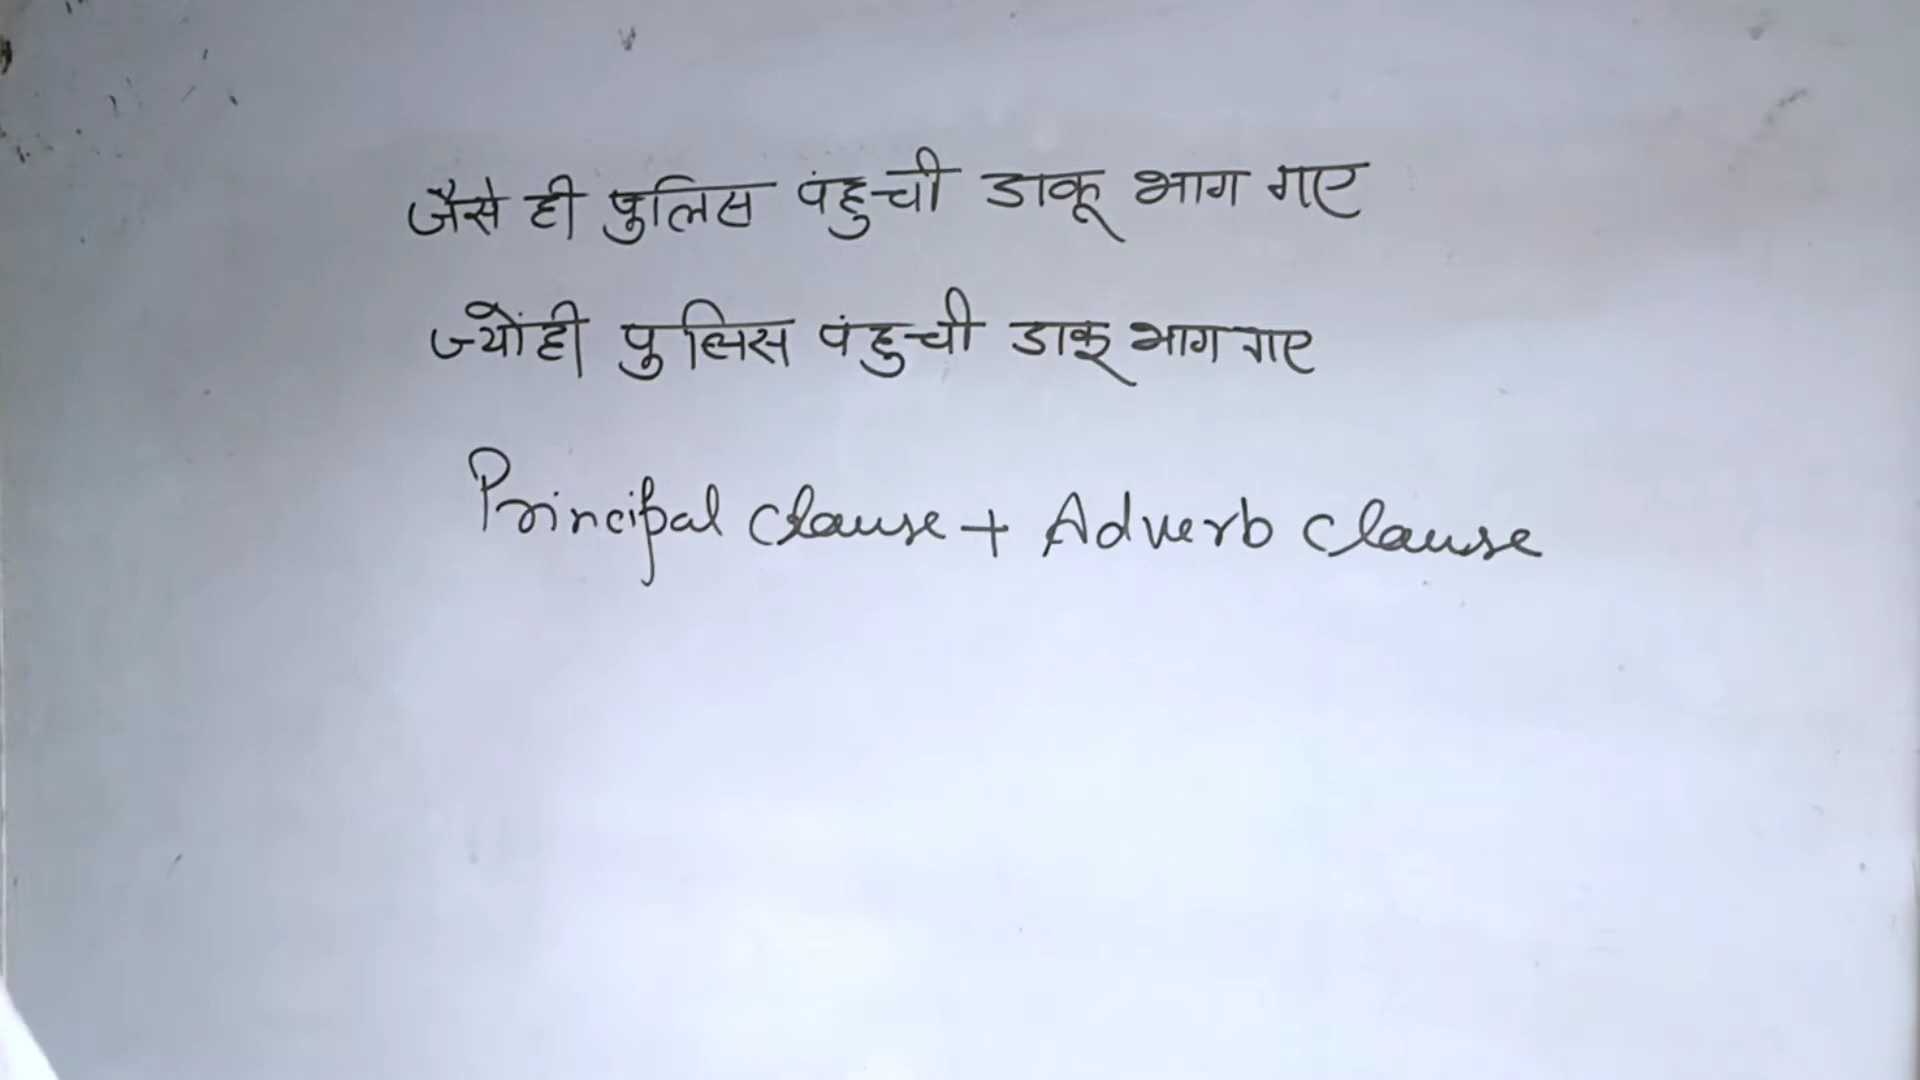 जैसे ही पुलिस पंहुची डाकू भाग गए
ज्योंही पुलिस पंहुची डाकू भाग गए
Principal clause + Adverb clause